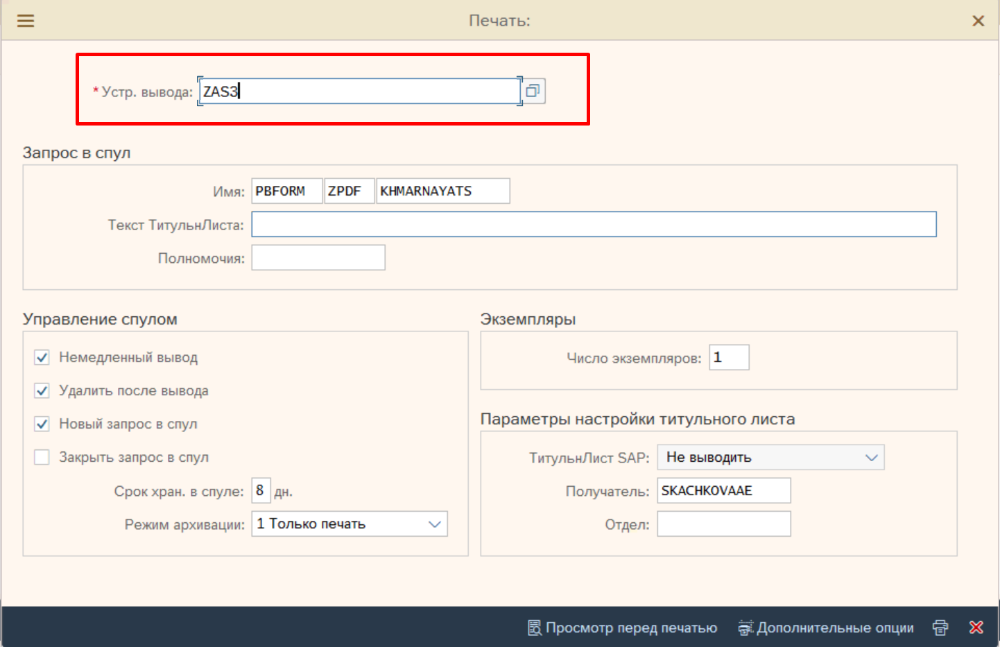 Печать:
* Устр. вывода: ZAS3
Запрос в спул
Имя: PBFORM ZPDF KHMARNAYATS
Текст ТитульнЛиста:
Полномочия:
Управление спулом
Немедленный вывод
Удалить после вывода
Новый запрос в спул
Закрыть запрос в спул
Срок хран. в спуле: 8 дн.
Режим архивации: 1 Только печать
Экземпляры
Число экземпляров: 1
Параметры настройки титульного листа
ТитульнЛист SAP: Не выводить
Получатель: SKACHKOVAAE
Отдел:
Просмотр перед печатью Дополнительные опции